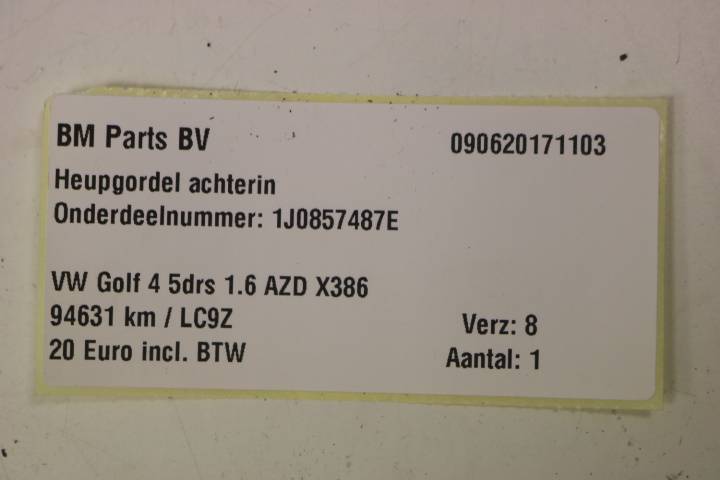 BM Parts BV 090620171103
Heupgordel achterin
Onderdeelnummer: 1J0857487E
VW Golf 4 5drs 1.6 AZD X386
94631 km / LC9Z Verz: 8
20 Euro incl. BTW Aantal: 1